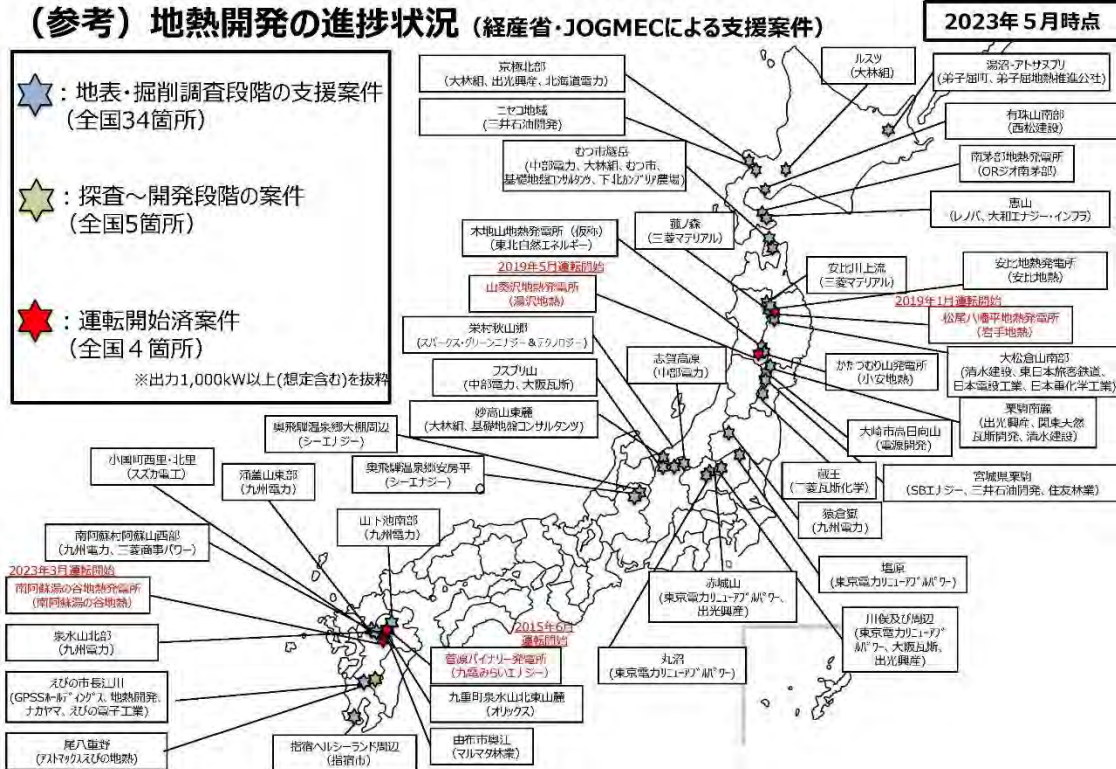 (参考) 地熱開発の進捗状況 (経産省・JOGMECによる支援案件)
2023年5月時点
：地表・掘削調査段階の支援案件
(全国34箇所)
：探査～開発段階の案件
(全国5箇所)
：運転開始済案件
(全国４箇所)
※出力1,000kW以上(想定含む)を抜粋
京極北部
(大林組、出光興産、北海道電力)
ルスツ
(大林組)
湯沼-アトサヌプリ
(弟子屈町、弟子屈地熱推進公社)
ニセコ地域
(三井石油開発)
有珠山南部
(西松建設)
むつ市燧岳
(中部電力、大林組、むつ市、
基礎地盤コンサルタンツ、下北カンデリア農場)
南茅部地熱発電所
(ORジオ南茅部)
恵山
(レノバ、大和エナジー・インフラ)
菰ノ森
(三菱マテリアル)
木地山地熱発電所（仮称）
(東北自然エネルギー)
安比川上流
(三菱マテリアル)
安比地熱発電所
(安比地熱)
2019年5月運転開始
山葵沢地熱発電所
(湯沢地熱)
2019年1月運転開始
松尾八幡平地熱発電所
(岩手地熱)
栄村秋山郷
(スパークス・グリーンエナジー&テクノロジー)
志賀高原
(中部電力)
かたつむり山発電所
(小安地熱)
大松倉山南部
(清水建設、東日本旅客鉄道、
日本電設工業、日本重化学工業)
フスブリ山
(中部電力、大阪瓦斯)
妙高山東麓
(大林組、基礎地盤コンサルタンツ)
大崎市高日向山
(電源開発)
栗駒南麓
(出光興産、関東天然
瓦斯開発、清水建設)
奥飛騨温泉郷大棚周辺
(シーエナジー)
奥飛騨温泉郷安房平
(シーエナジー)
蔵王
(三菱瓦斯化学)
宮城県栗駒
(SBエナジー、三井石油開発、住友林業)
小国町西里・北里
(スズカ電工)
涌蓋山東部
(九州電力)
猿倉嶽
(九州電力)
山下池南部
(九州電力)
南阿蘇村阿蘇山西部
(九州電力、三菱商事パワー)
塩原
(東京電力リニューアブルパワー)
2023年3月運転開始
南阿蘇湯の谷地熱発電所
(南阿蘇湯の谷地熱)
赤城山
(東京電力リニューアブルパワー、
出光興産)
川俣及び周辺
(東京電力リニューアブ
ルパワー、大阪瓦斯、
出光興産)
泉水山北部
(九州電力)
2015年6月
運転開始
菅原バイナリー発電所
(九電みらいエナジー)
丸沼
(東京電力リニューアブルパワー)
えびの市長江川
(GPSSホールディングス、地熱開発、
ナカヤマ、えびの電子工業)
九重町泉水山北東山麓
(オリックス)
尾八重野
(アストマックスえびの地熱)
指宿ヘルシーランド周辺
(指宿市)
由布市奥江
(マルマタ林業)